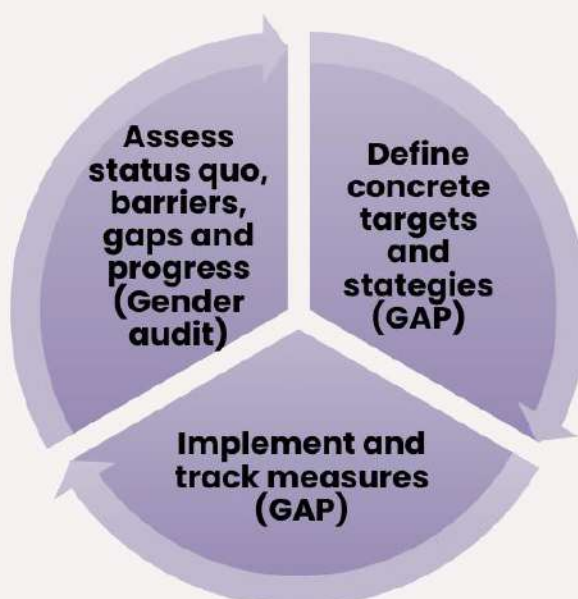 Assess
status quo,
barriers,
gaps and
progress
(Gender
audit)
Define
concrete
targets
and
stategies
(GAP)
Implement and
track measures
(GAP)